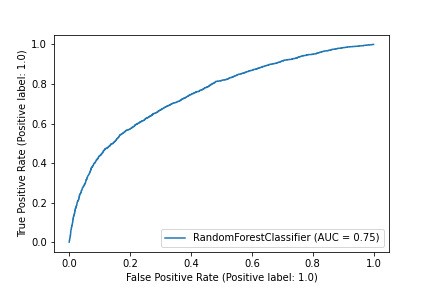 True Positive Rate (Positive label: 1.0)
1.0
0.8
0.6
0.4
0.2
0.0
RandomForestClassifier (AUC = 0.75)
0.0 0.2 0.4 0.6 0.8 1.0
False Positive Rate (Positive label: 1.0)